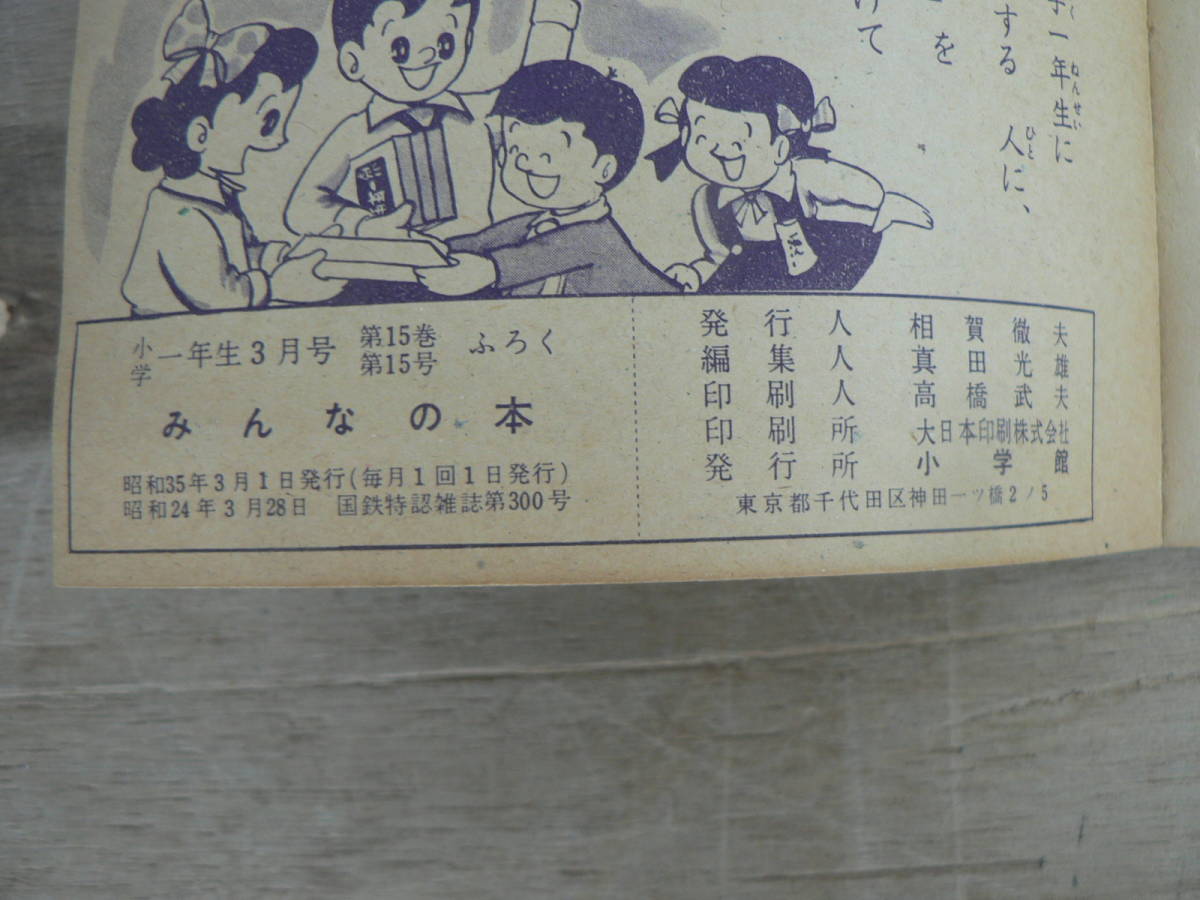 一年生に
する人に、
を
けて
小学一年生3月号 第15巻 第15号 ふろく
みんなの本
昭和35年3月1日発行(毎月1回1日発行)
昭和24年3月28日 国鉄特認雑誌第300号
発行人 相賀徹夫
編集人 真田光雄
印刷人 高橋武夫
印刷所 大日本印刷株式会社
発行所 小学館
東京都千代田区神田一ツ橋2ノ5